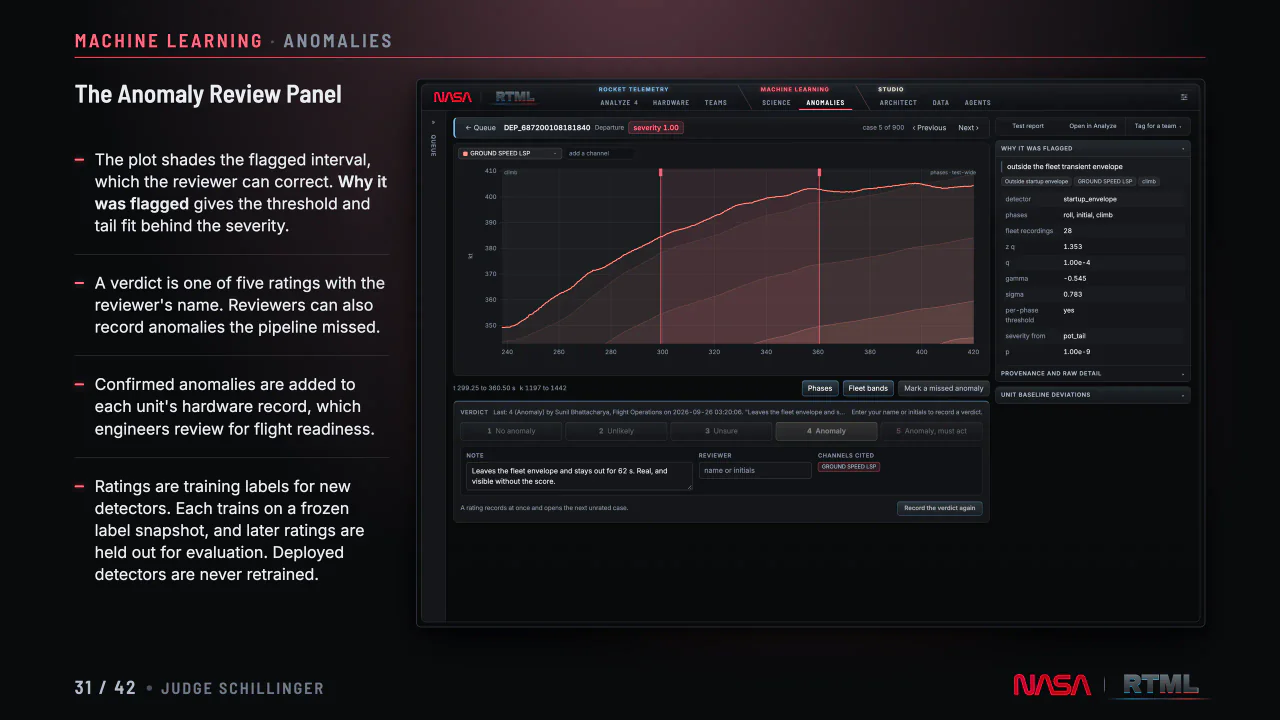 MACHINE LEARNING · ANOMALIES
The Anomaly Review Panel
The plot shades the flagged interval,
which the reviewer can correct. Why it
was flagged gives the threshold and
tail fit behind the severity.
A verdict is one of five ratings with the
reviewer's name. Reviewers can also
record anomalies the pipeline missed.
Confirmed anomalies are added to
each unit's hardware record, which
engineers review for flight readiness.
Ratings are training labels for new
detectors. Each trains on a frozen
label snapshot, and later ratings are
held out for evaluation. Deployed
detectors are never retrained.
NASA RTML
ROCKET TELEMETRY MACHINE LEARNING STUDIO
ANALYZE 4 HARDWARE TEAMS SCIENCE ANOMALIES ARCHITECT DATA AGENTS
QUEUE
← Queue DEP_687200108181840 Departure severity 1.00 case 5 of 900 ‹ Previous Next ›
GROUND SPEED LSP add a channel
climb phases · test-wide
410
400
390
380
370
360
350
kt
240 260 280 300 320 340 360 380 400 420
t 299.25 to 360.50 s k 1197 to 1442 Phases Fleet bands Mark a missed anomaly
VERDICT Last: 4 (Anomaly) by Sunil Bhattacharya, Flight Operations on 2026-09-26 03:20:06. "Leaves the fleet envelope and s... Enter your name or initials to record a verdict.
1 No anomaly 2 Unlikely 3 Unsure 4 Anomaly 5 Anomaly, must act
NOTE REVIEWER CHANNELS CITED
Leaves the fleet envelope and stays out for 62 s. Real, and
visible without the score.
name or initials
GROUND SPEED LSP
A rating records at once and opens the next unrated case. Record the verdict again
Test report Open in Analyze Tag for a team
WHY IT WAS FLAGGED
outside the fleet transient envelope
Outside startup envelope GROUND SPEED LSP climb
detector startup_envelope
phases roll, initial, climb
fleet recordings 28
z q 1.353
q 1.00e-4
gamma -0.545
sigma 0.783
per-phase threshold yes
severity from pot_tail
p 1.00e-9
PROVENANCE AND RAW DETAIL
UNIT BASELINE DEVIATIONS
31 / 42 • JUDGE SCHILLINGER
NASA RTML